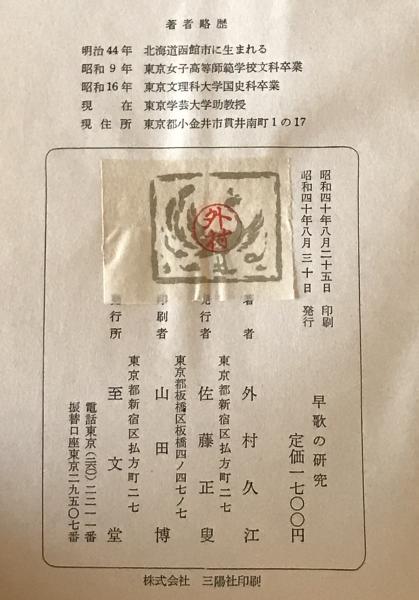 著者略歴
明治44年 北海道函館市に生まれる
昭和9年 東京女子高等師範学校文科卒業
昭和16年 東京文理科大学国史科卒業
現在 東京学芸大学助教授
現住所 東京都小金井市貫井南町1の17
昭和四十年八月二十五日 印刷
昭和四十年八月三十日 発行
外村
早歌の研究
定価一七〇〇円
著者 外村久江
東京都新宿区払方町二七
発行者 佐藤正叟
東京都板橋区板橋四ノ四七ノ七
印刷者 山田博
東京都新宿区払方町二七
発行所 至文堂
電話東京(二六〇)二二一一番
振替口座東京二九五〇七番
株式会社 三陽社印刷